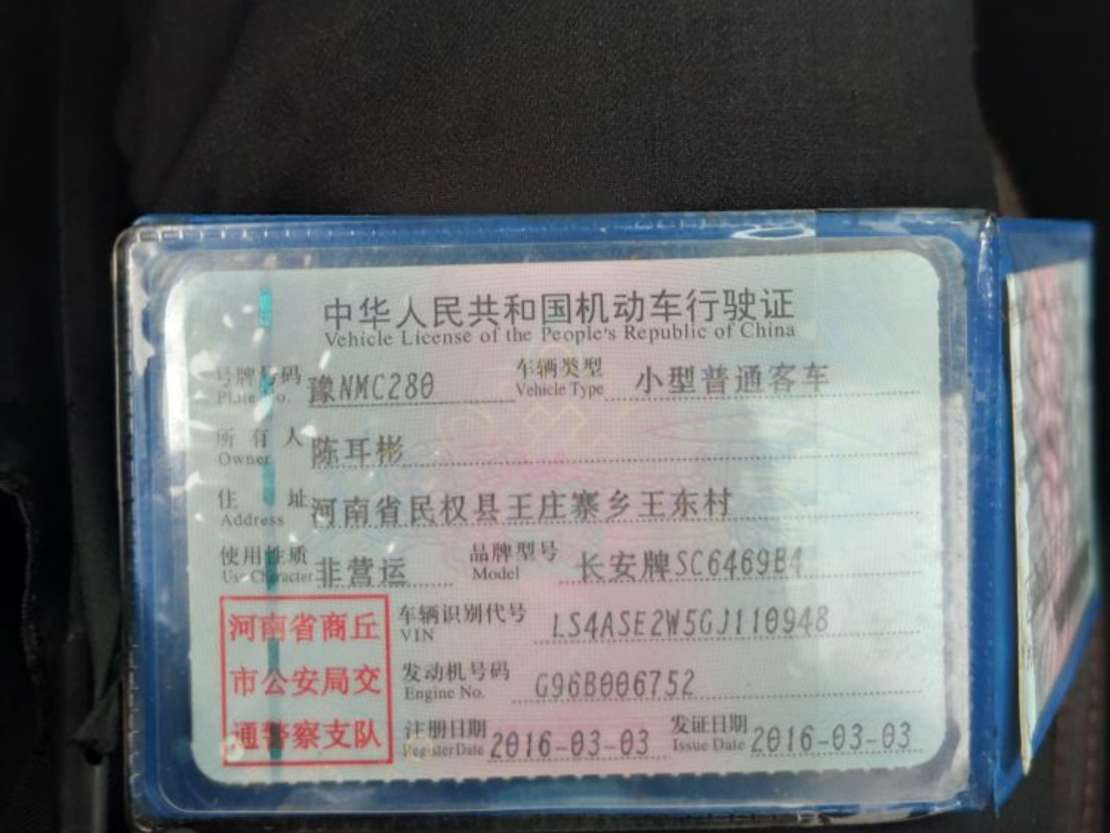 中华人民共和国机动车行驶证
Vehicle License of the People's Republic of China
号牌号码 豫NMC280 车辆类型 小型普通客车
Plate No. Vehicle Type
所有人 陈耳彬
Owner
住址 河南省民权县王庄寨乡王东村
Address
使用性质 非营运 品牌型号 长安牌SC6469B4
Use Character Model
河南省商丘
市公安局交
通警察支队
车辆识别代号 LS4ASE2W5GJ110948
VIN
发动机号码 G96B006752
Engine No.
注册日期 2016-03-03 发证日期 2016-03-03
Register Date Issue Date